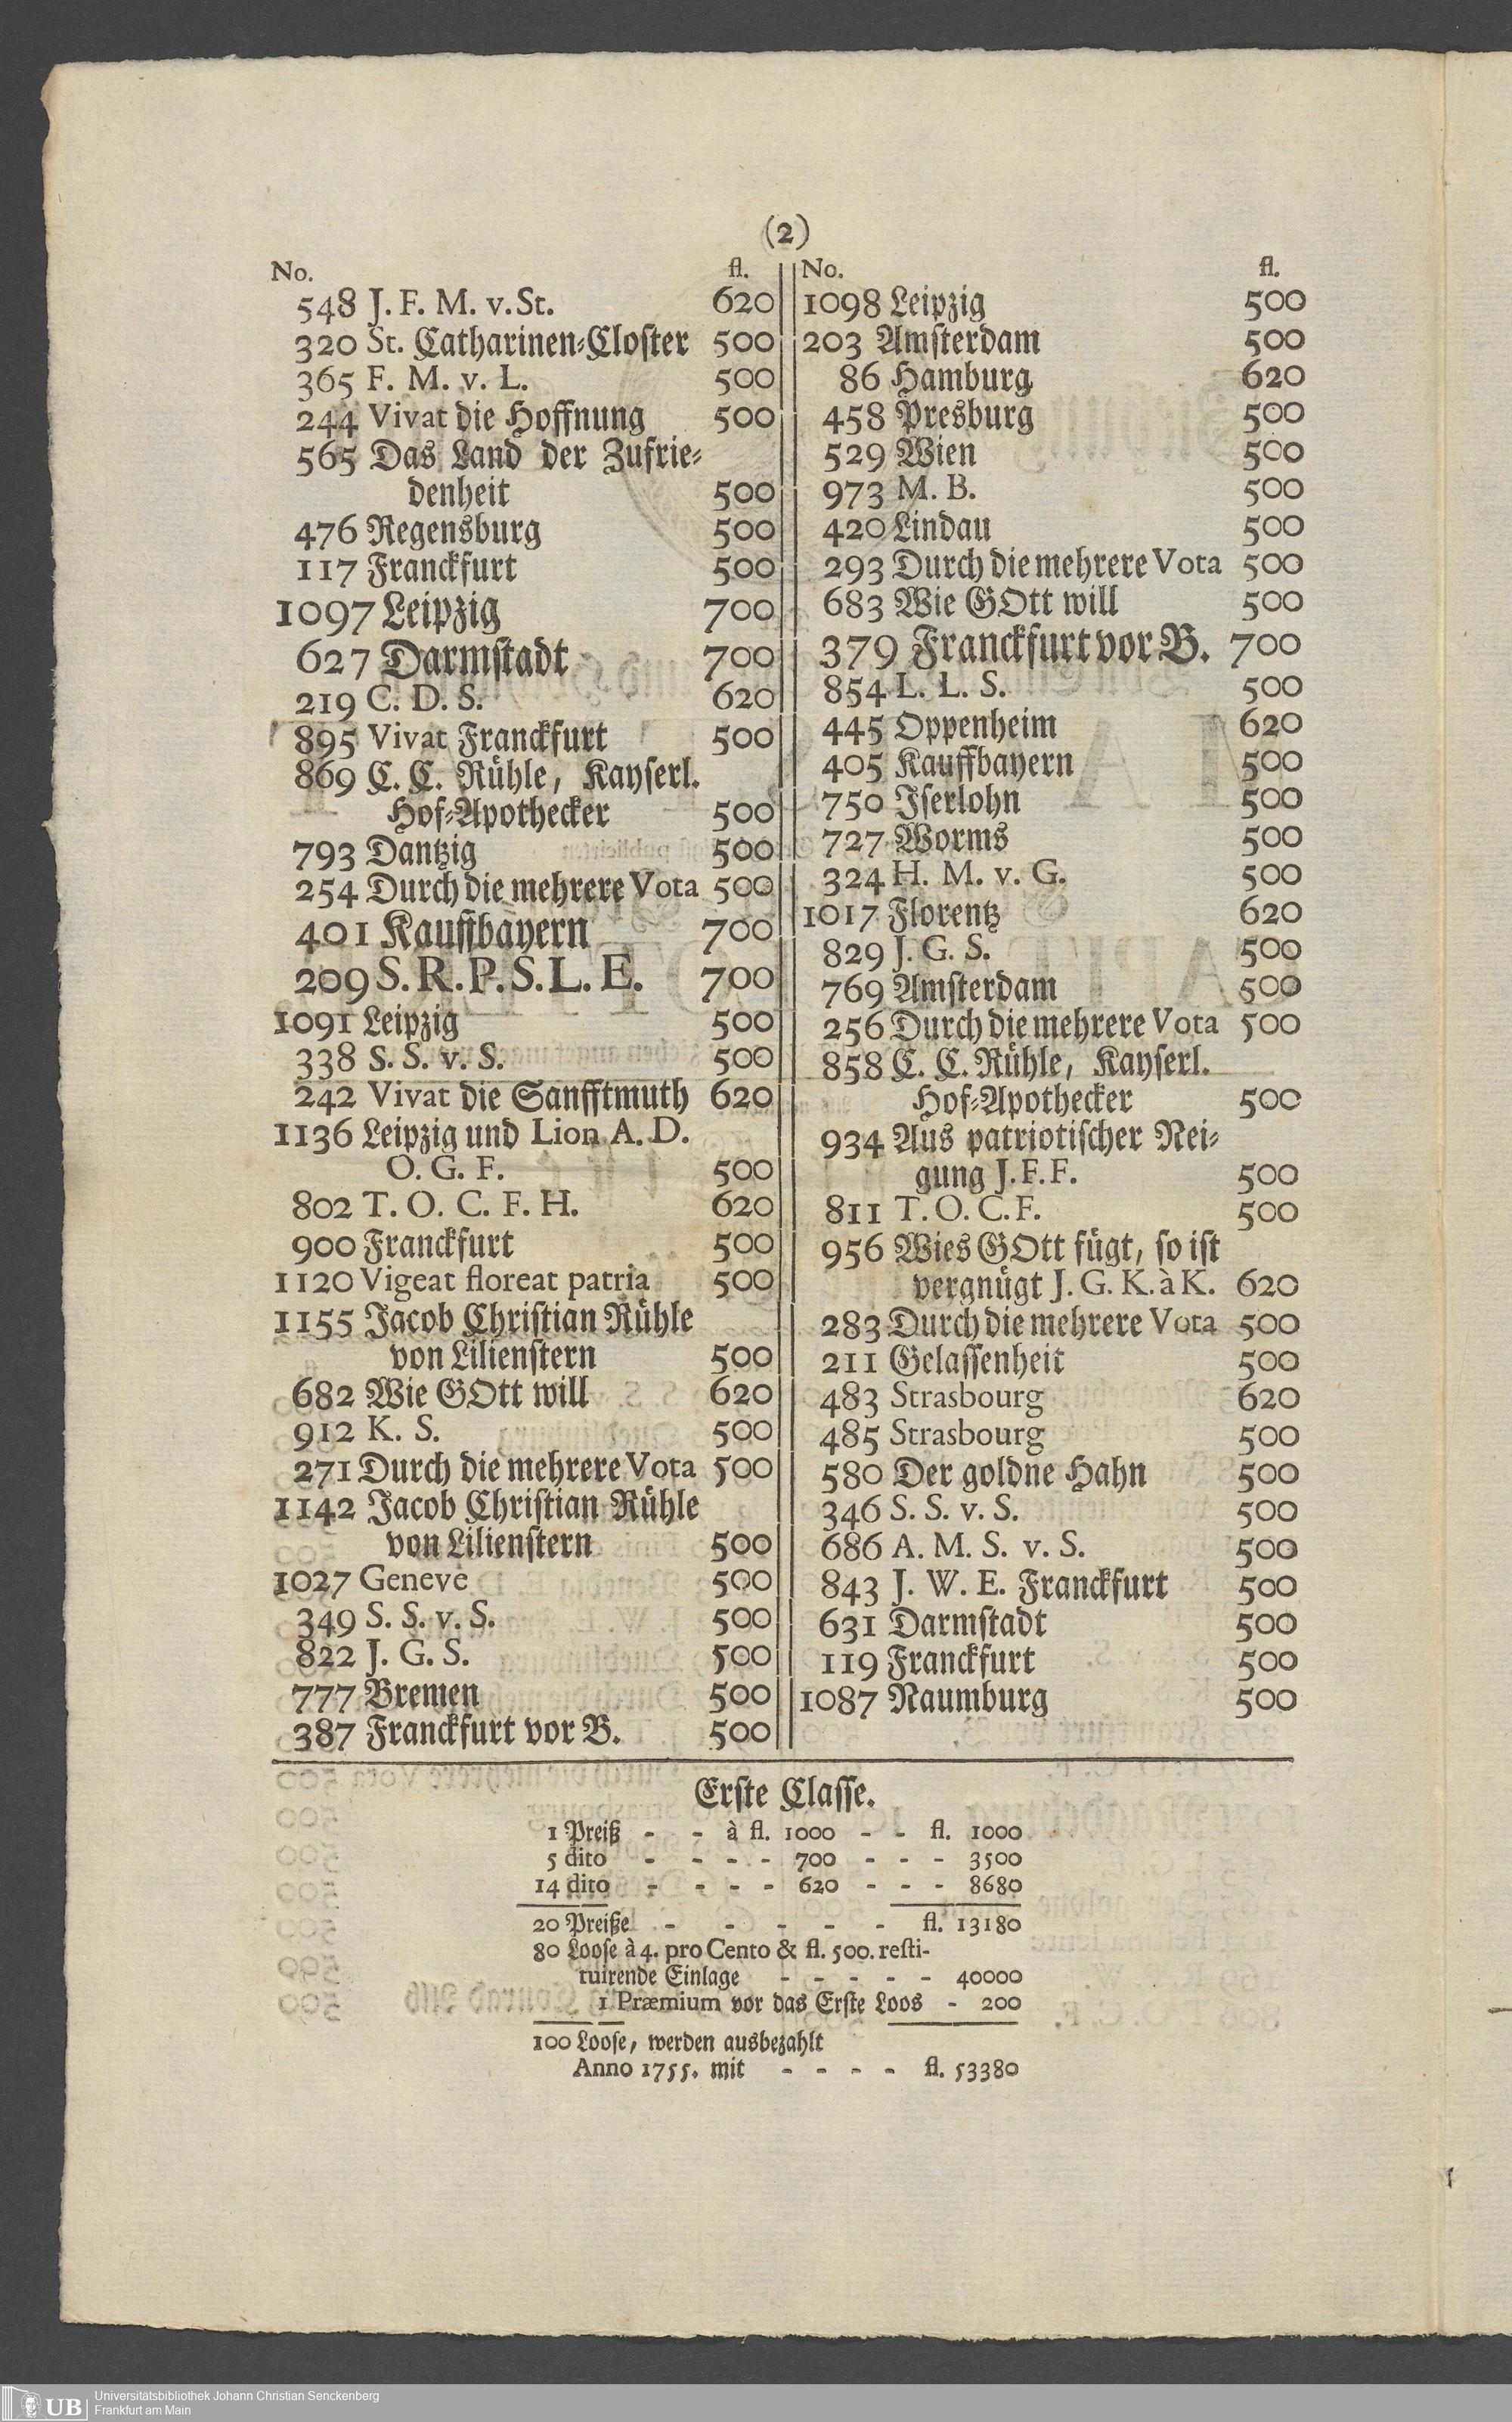 (2)
No. fl.
548 J. F. M. v. St. 620
320 St. Catharinen-Closter 500
365 F. M. v. L. 500
244 Vivat die Hoffnung 500
565 Das Land der Zufrie-
denheit 500
476 Regensburg 500
117 Franckfurt 500
1097 Leipzig 700
627 Darmstadt 700
219 C. D. S. 620
895 Vivat Franckfurt 500
869 C. C. Rühle, Kayserl.
Hof-Apothecker 500
793 Dantzig 500
254 Durch die mehrere Vota 500
401 Kauffbayern 700
209 S. R. P. S. L. E. 700
1091 Leipzig 500
338 S. S. v. S. 500
242 Vivat die Sanfftmuth 620
1136 Leipzig und Lion A. D.
O. G. F. 500
802 T. O. C. F. H. 620
900 Franckfurt 500
1120 Vigeat floreat patria 500
1155 Jacob Christian Rühle
von Lilienstern 500
682 Wie GOtt will 620
912 K. S. 500
271 Durch die mehrere Vota 500
1142 Jacob Christian Rühle
von Lilienstern 500
1027 Geneve 500
349 S. S. v. S. 500
822 J. G. S. 500
777 Bremen 500
387 Franckfurt vor B. 500
No. fl.
1098 Leipzig 500
203 Amsterdam 500
86 Hamburg 620
458 Presburg 500
529 Wien 500
973 M. B. 500
420 Lindau 500
293 Durch die mehrere Vota 500
683 Wie GOtt will 500
379 Franckfurt vor B. 700
854 L. L. S. 500
445 Oppenheim 620
405 Kauffbayern 500
750 Iserlohn 500
727 Worms 500
324 H. M. v. G. 500
1017 Florentz 620
829 J. G. S. 500
769 Amsterdam 500
256 Durch die mehrere Vota 500
858 C. C. Rühle, Kayserl.
Hof-Apothecker 500
934 Aus patriotischer Nei-
gung J. F. F. 500
811 T. O. C. F. 500
956 Wies GOtt fügt, so ist
vergnügt J. G. K. à K. 620
283 Durch die mehrere Vota 500
211 Gelassenheit 500
483 Strasbourg 620
485 Strasbourg 500
580 Der goldne Hahn 500
346 S. S. v. S. 500
686 A. M. S. v. S. 500
843 J. W. E. Franckfurt 500
631 Darmstadt 500
119 Franckfurt 500
1087 Naumburg 500
Erste Classe.
1 Preiß - - à fl. 1000 - - fl. 1000
5 dito - - - - 700 - - - 3500
14 dito - - - - 620 - - - 8680
20 Preiße - - - - - fl. 13180
80 Loose à 4. pro Cento & fl. 500. resti-
tuirende Einlage - - - - - 40000
1 Præmium vor das Erste Loos - 200
100 Loose, werden ausbezahlt
Anno 1755. mit - - - - fl. 53380
UB
Universitätsbibliothek Johann Christian Senckenberg
Frankfurt am Main